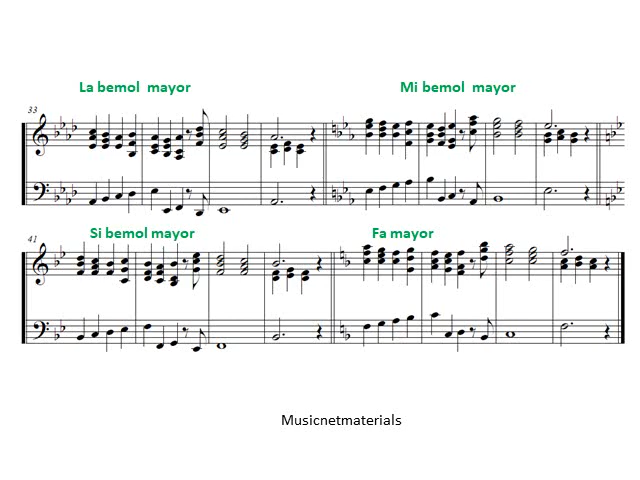 La bemol mayor Mi bemol mayor
33
Si bemol mayor Fa mayor
41
Musicnetmaterials